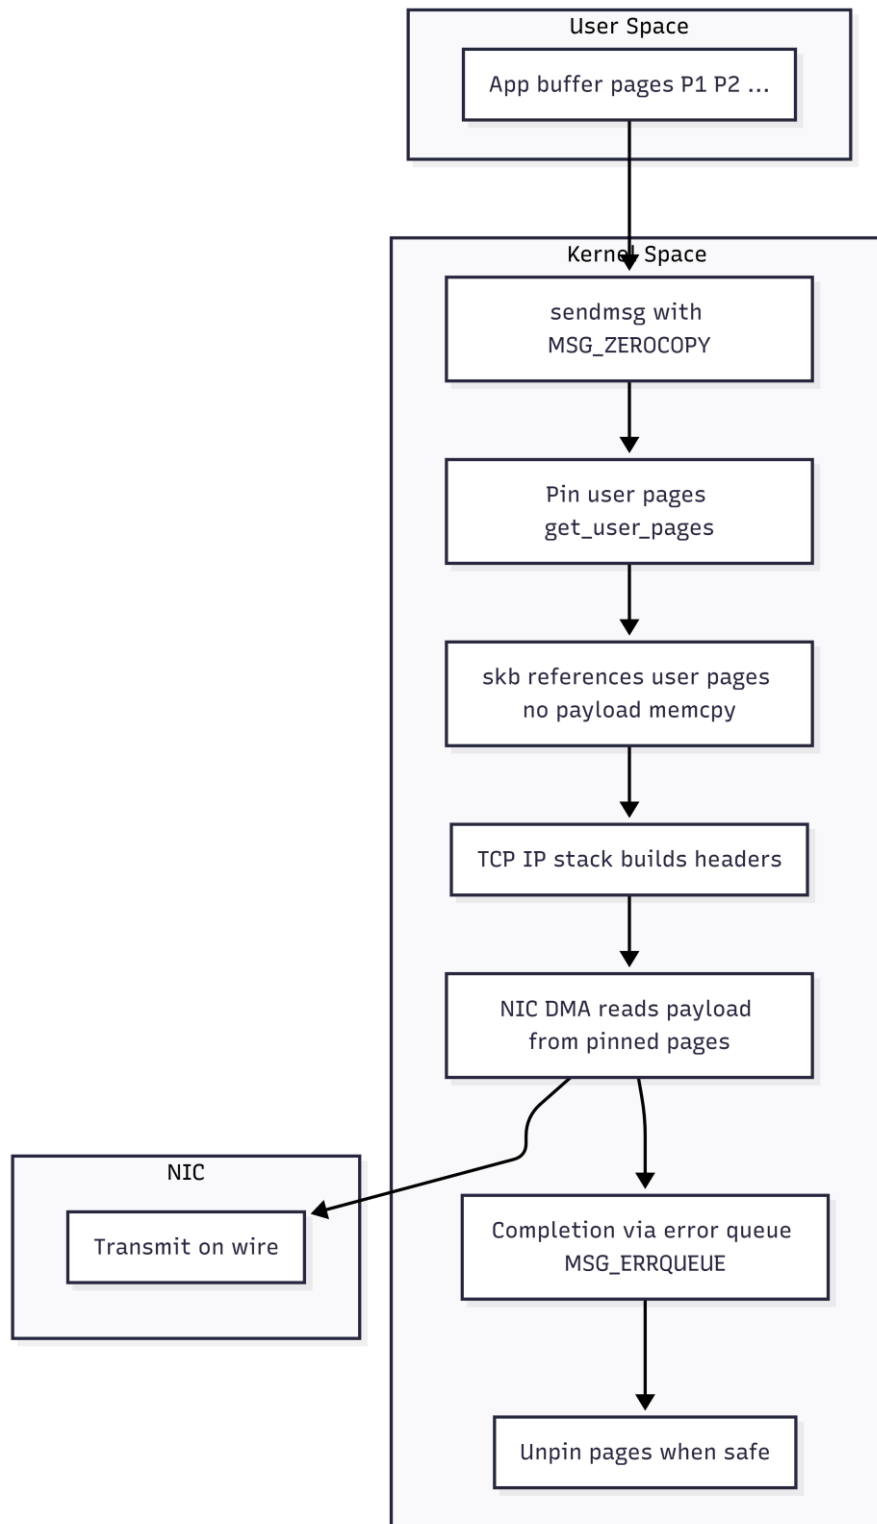 User Space
App buffer pages P1 P2 ...
Kernel Space
sendmsg with
MSG_ZEROCOPY
Pin user pages
get_user_pages
skb references user pages
no payload memcpy
TCP IP stack builds headers
NIC DMA reads payload
from pinned pages
NIC
Transmit on wire
Completion via error queue
MSG_ERRQUEUE
Unpin pages when safe